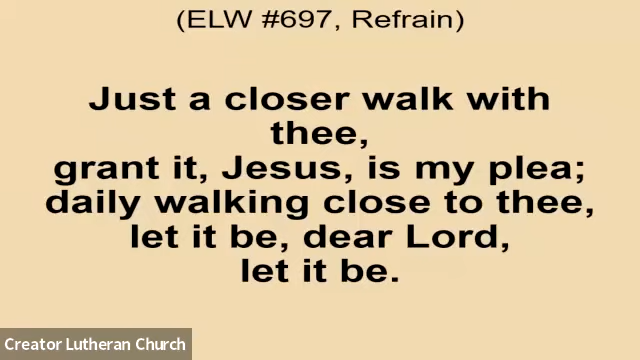 (ELW #697, Refrain)
Just a closer walk with
thee,
grant it, Jesus, is my plea;
daily walking close to thee,
let it be, dear Lord,
let it be.
Creator Lutheran Church